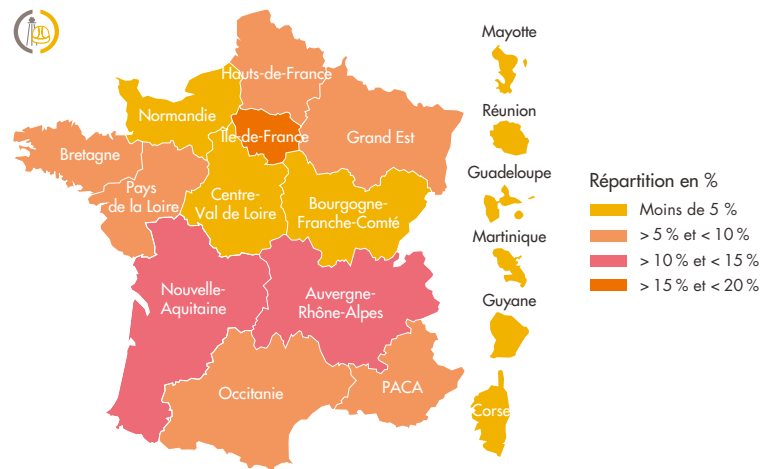 Mayotte
Hauts-de-France
Normandie
Réunion
Île-de-France
Grand Est
Bretagne
Guadeloupe
Pays
de la Loire
Centre-
Val de Loire
Bourgogne-
Franche-Comté
Répartition en %
Moins de 5 %
> 5 % et < 10 %
> 10 % et < 15 %
> 15 % et < 20 %
Martinique
Nouvelle-
Aquitaine
Auvergne-
Rhône-Alpes
Guyane
Occitanie
PACA
Corse